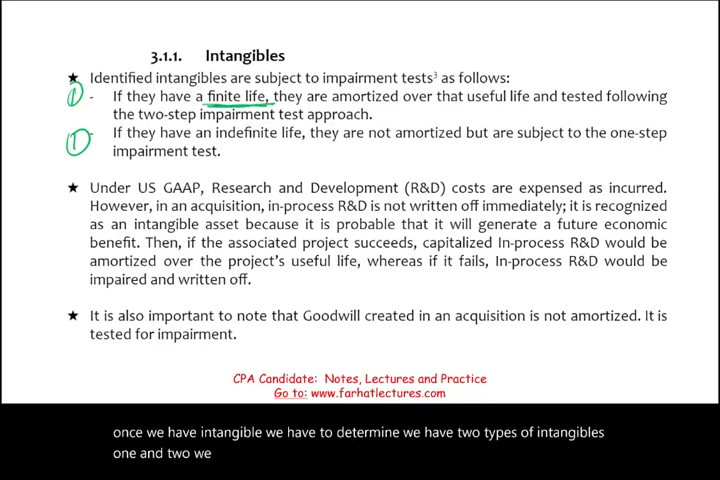 3.1.1. Intangibles
★ Identified intangibles are subject to impairment tests³ as follows:
- If they have a finite life, they are amortized over that useful life and tested following
the two-step impairment test approach.
- If they have an indefinite life, they are not amortized but are subject to the one-step
impairment test.
★ Under US GAAP, Research and Development (R&D) costs are expensed as incurred.
However, in an acquisition, in-process R&D is not written off immediately; it is recognized
as an intangible asset because it is probable that it will generate a future economic
benefit. Then, if the associated project succeeds, capitalized In-process R&D would be
amortized over the project's useful life, whereas if it fails, In-process R&D would be
impaired and written off.
★ It is also important to note that Goodwill created in an acquisition is not amortized. It is
tested for impairment.
CPA Candidate: Notes, Lectures and Practice
Go to: www.farhatlectures.com
once we have intangible we have to determine we have two types of intangibles
one and two we